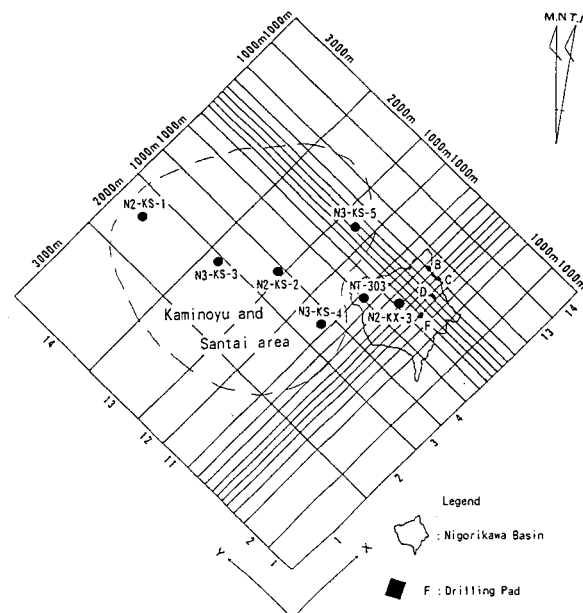 M.N.
T.N.
1000m 1000m
3000m
2000m
1000m
1000m
1000m
1000m
14
13
1000m
1000m
2000m
3000m
N2-KS-1
N3-KS-5
N3-KS-3
N2-KS-2
NT-303
B
C
D
N3-KS-4
N2-KX-3
F
Kaminoyu and
Santai area
14
13
12
11
2
1
1
2
3
4
Y
X
Legend
: Nigorikawa Basin
F : Drilling Pad